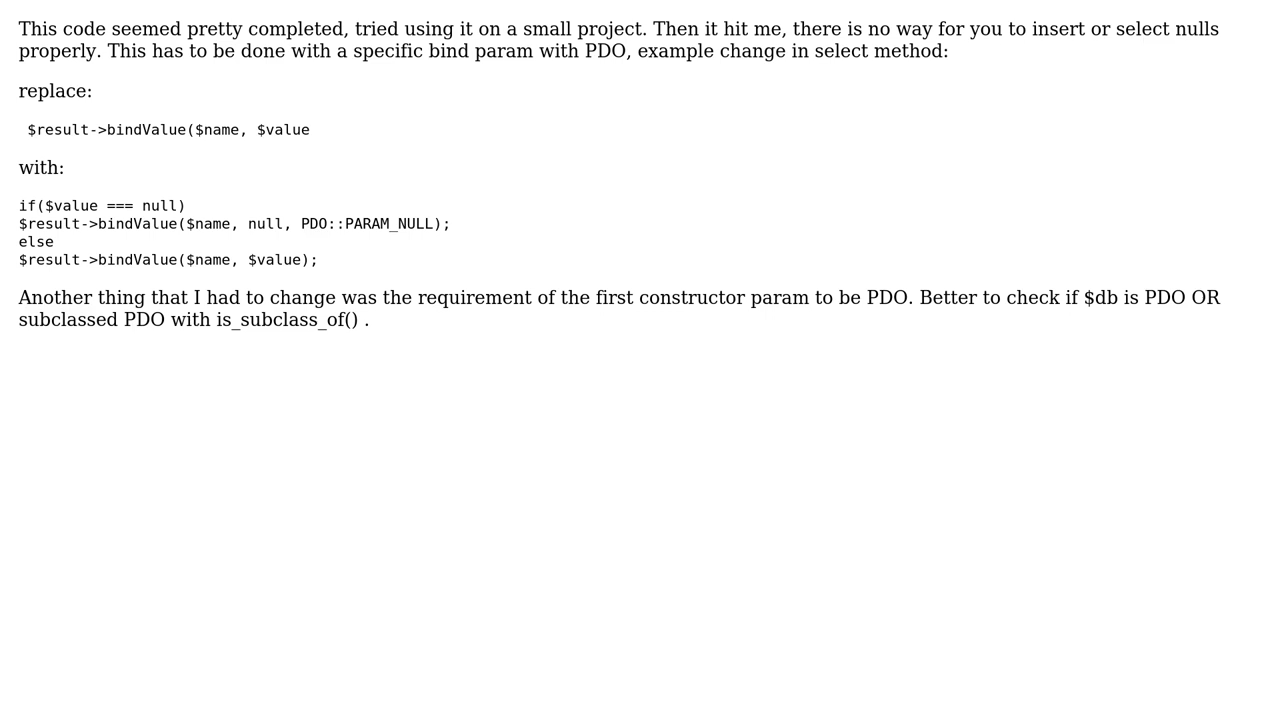 This code seemed pretty completed, tried using it on a small project. Then it hit me, there is no way for you to insert or select nulls
properly. This has to be done with a specific bind param with PDO, example change in select method:
replace:
$result->bindValue($name, $value
with:
if($value === null)
$result->bindValue($name, null, PDO::PARAM_NULL);
else
$result->bindValue($name, $value);
Another thing that I had to change was the requirement of the first constructor param to be PDO. Better to check if $db is PDO OR
subclassed PDO with is_subclass_of() .